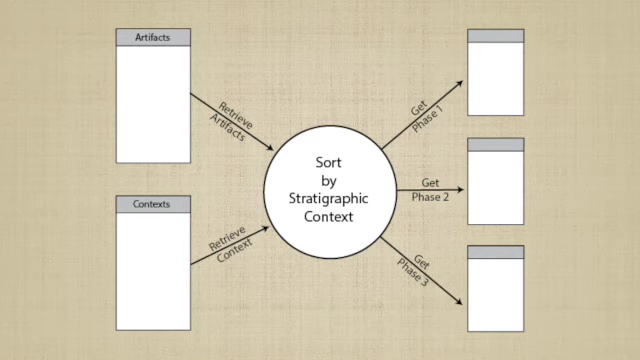 Artifacts
Retrieve
Artifacts
Contexts
Retrieve
Context
Sort
by
Stratigraphic
Context
Get
Phase 1
Get
Phase 2
Get
Phase 3